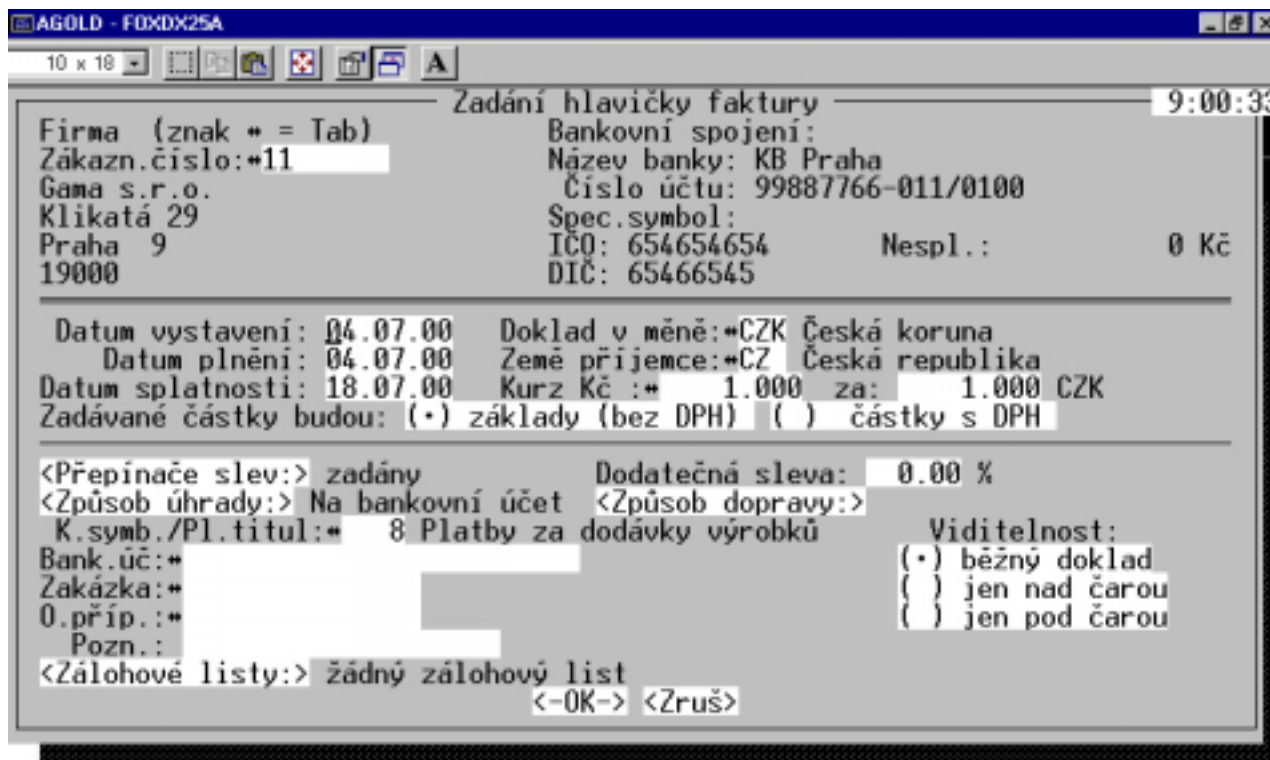 AGOLD - FOXDX25A
10 x 18 A
Zadání hlavičky faktury 9:00:33
Firma (znak ↔ = Tab) Bankovní spojení:
Zákazn.číslo:↔11 Název banky: KB Praha
Gama s.r.o. Číslo účtu: 99887766-011/0100
Klikatá 29 Spec.symbol:
Praha 9 IČO: 654654654 Nespl.: 0 Kč
19000 DIČ: 65466545
Datum vystavení: 04.07.00 Doklad v měně:↔CZK Česká koruna
Datum plnění: 04.07.00 Země příjemce:↔CZ Česká republika
Datum splatnosti: 18.07.00 Kurz Kč :↔ 1.000 za: 1.000 CZK
Zadávané částky budou: (•) základy (bez DPH) ( ) částky s DPH
<Přepínače slev:> zadány Dodatečná sleva: 0.00 %
<Způsob úhrady:> Na bankovní účet <Způsob dopravy:>
K.symb./Pl.titul:↔ 8 Platby za dodávky výrobků Viditelnost:
Bank.úč:↔ (•) běžný doklad
Zakázka:↔ ( ) jen nad čarou
O.příp.:↔ ( ) jen pod čarou
Pozn.:
<Zálohové listy:> žádný zálohový list
<-OK-> <Zruš>